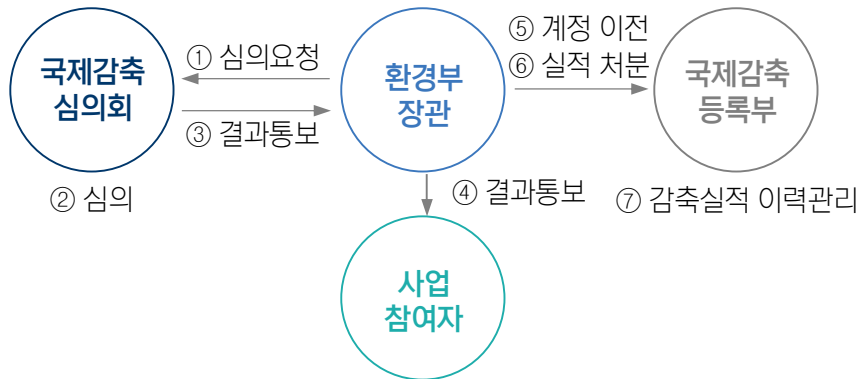 국제감축
심의회
① 심의요청
③ 결과통보
② 심의
환경부
장관
⑤ 계정 이전
⑥ 실적 처분
국제감축
등록부
④ 결과통보
⑦ 감축실적 이력관리
사업
참여자